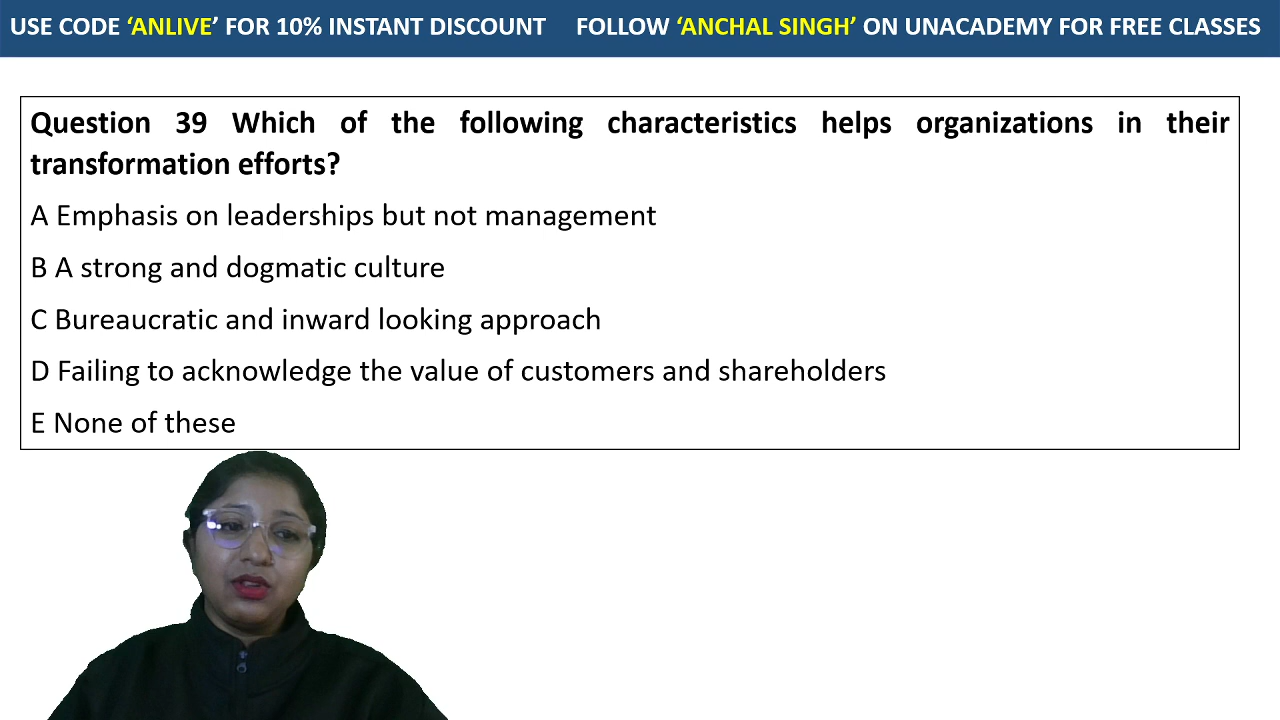 USE CODE ‘ANLIVE’ FOR 10% INSTANT DISCOUNT FOLLOW ‘ANCHAL SINGH’ ON UNACADEMY FOR FREE CLASSES
Question 39 Which of the following characteristics helps organizations in their
transformation efforts?
A Emphasis on leaderships but not management
B A strong and dogmatic culture
C Bureaucratic and inward looking approach
D Failing to acknowledge the value of customers and shareholders
E None of these